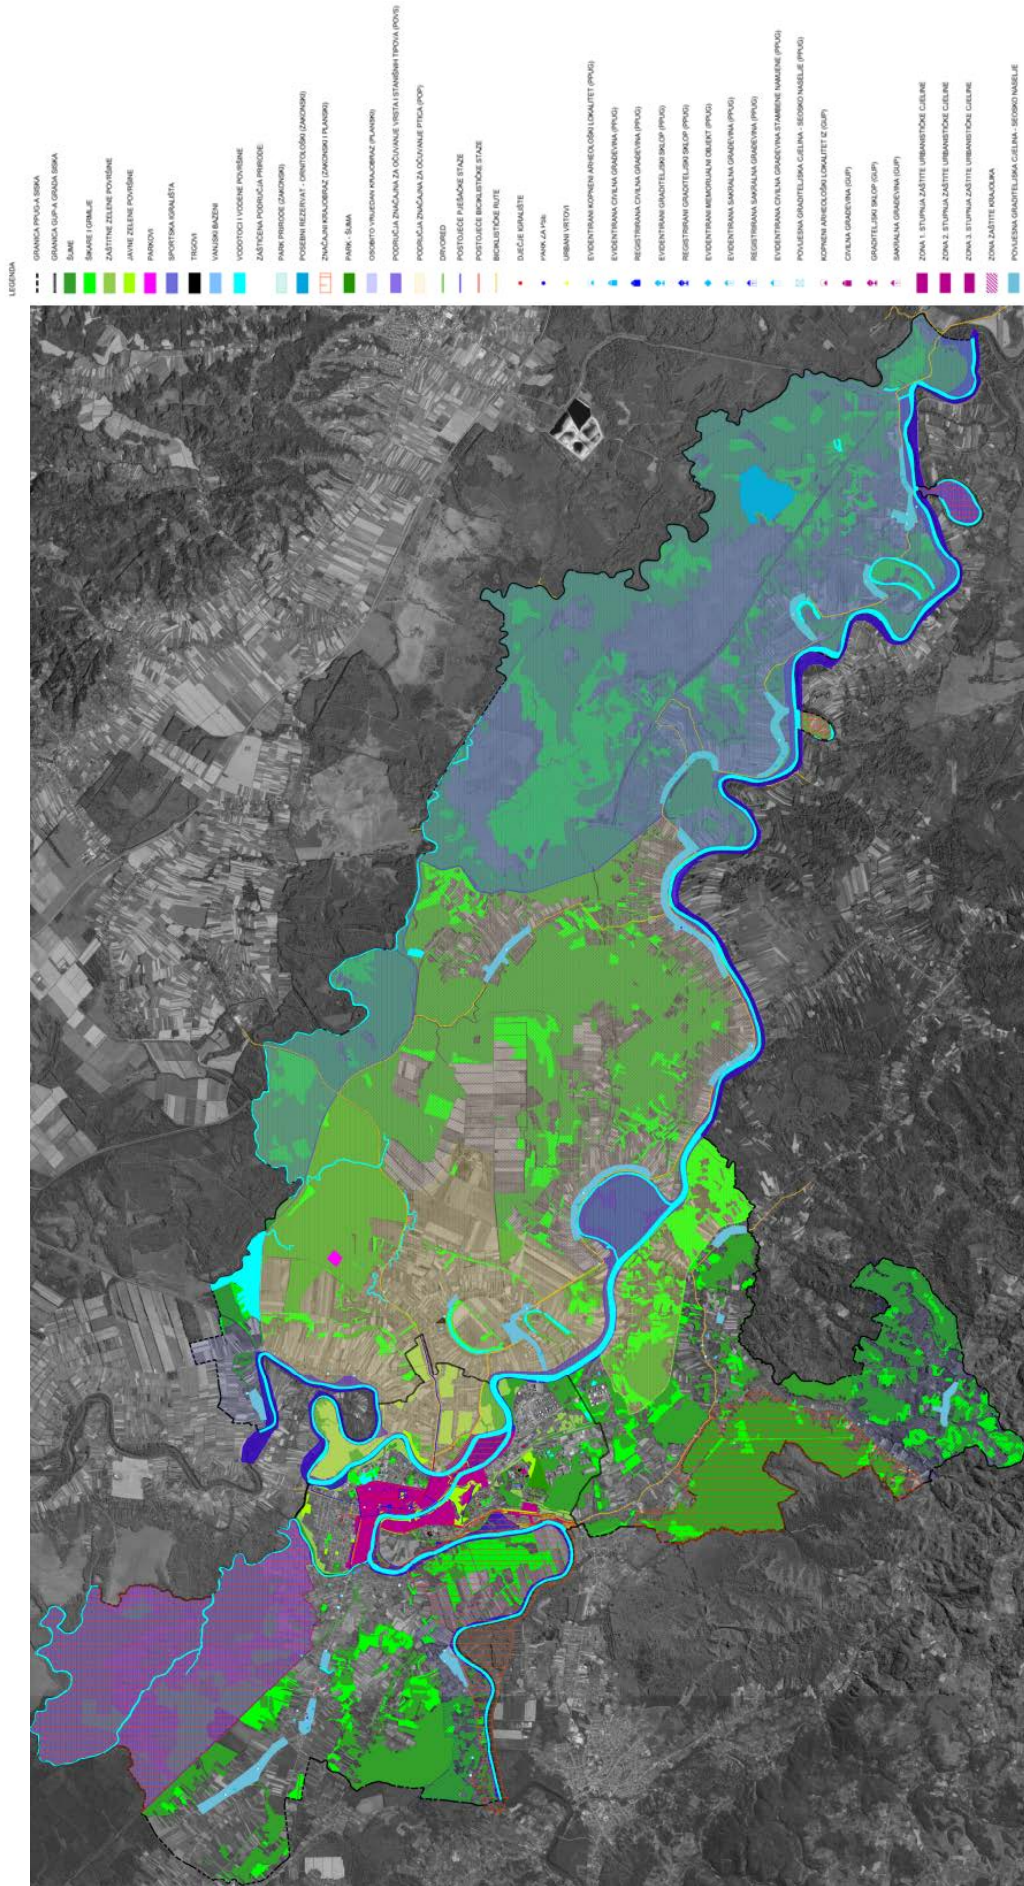 LEGENDA
GRANICA PPUG-A SISKA
GRANICA GUP-A GRADA SISKA
ŠUME
ŠIKARE I GRMLJE
ZAŠTITNE ZELENE POVRŠINE
JAVNE ZELENE POVRŠINE
PARKOVI
SPORTSKA IGRALIŠTA
TRGOVI
VANJSKI BAZENI
VODOTOCI I VODENE POVRŠINE
ZAŠTIĆENA PODRUČJA PRIRODE:
PARK PRIRODE (ZAKONSKI)
POSEBNI REZERVAT - ORNITOLOŠKI (ZAKONSKI)
ZNAČAJNI KRAJOBRAZ (ZAKONSKI I PLANSKI)
PARK - ŠUMA
OSOBITO VRIJEDAN KRAJOBRAZ (PLANSKI)
PODRUČJA ZNAČAJNA ZA OČUVANJE VRSTA I STANIŠNIH TIPOVA (POVS)
PODRUČJA ZNAČAJNA ZA OČUVANJE PTICA (POP)
DRVORED
POSTOJEĆE PJEŠAČKE STAZE
POSTOJEĆE BICIKLISTIČKE STAZE
BICIKLISTIČKE RUTE
DJEČJE IGRALIŠTE
PARK ZA PSE
URBANI VRTOVI
EVIDENTIRANI KOPNENI ARHEOLOŠKI LOKALITET (PPUG)
EVIDENTIRANA CIVILNA GRAĐEVINA (PPUG)
REGISTRIRANA CIVILNA GRAĐEVINA (PPUG)
EVIDENTIRANI GRADITELJSKI SKLOP (PPUG)
REGISTRIRANI GRADITELJSKI SKLOP (PPUG)
EVIDENTIRANI MEMORIJALNI OBJEKT (PPUG)
EVIDENTIRANA SAKRALNA GRAĐEVINA (PPUG)
REGISTRIRANA SAKRALNA GRAĐEVINA (PPUG)
EVIDENTIRANA CIVILNA GRAĐEVINA STAMBENE NAMJENE (PPUG)
POVIJESNA GRADITELJSKA CJELINA - SEOSKO NASELJE (PPUG)
KOPNENI ARHEOLOŠKI LOKALITET IZ (GUP)
CIVILNA GRAĐEVINA (GUP)
GRADITELJSKI SKLOP (GUP)
SAKRALNA GRAĐEVINA (GUP)
ZONA 1. STUPNJA ZAŠTITE URBANISTIČKE CJELINE
ZONA 2. STUPNJA ZAŠTITE URBANISTIČKE CJELINE
ZONA 3. STUPNJA ZAŠTITE URBANISTIČKE CJELINE
ZONA ZAŠTITE KRAJOLIKA
POVIJESNA GRADITELJSKA CJELINA - SEOSKO NASELJE